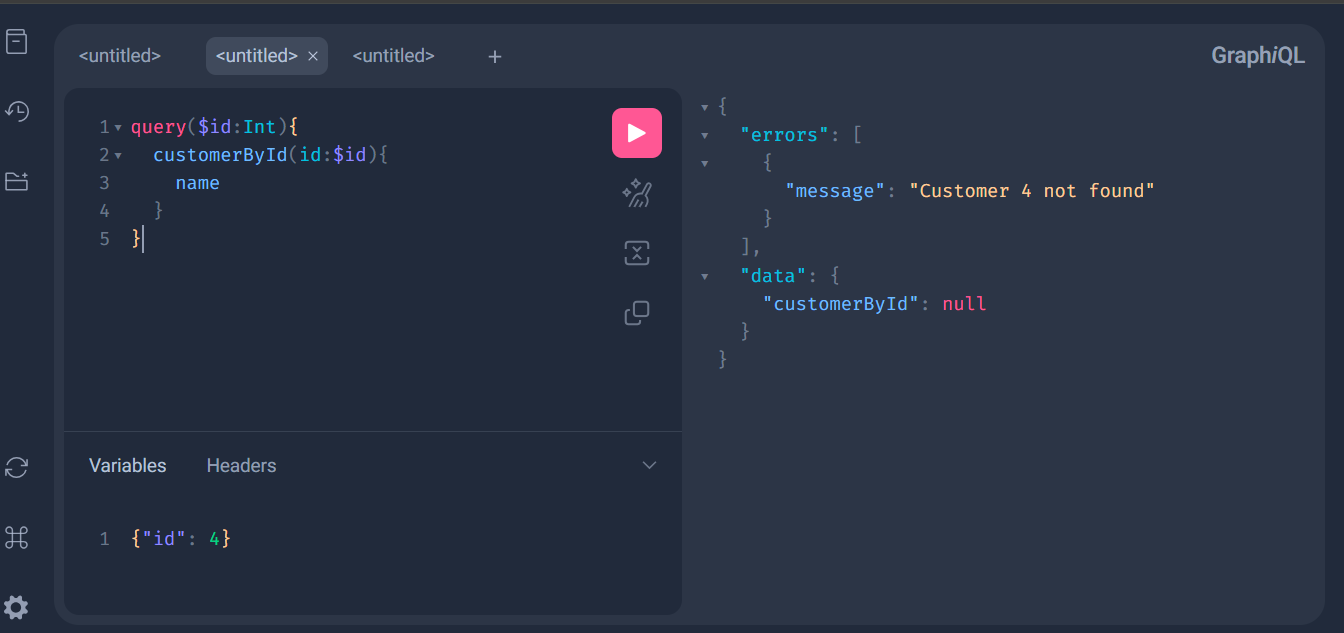 <untitled> <untitled> × <untitled> +
GraphiQL
1 query($id:Int){
2 customerById(id:$id){
3 name
4 }
5 }
Variables Headers
1 {"id": 4}
{
"errors": [
{
"message": "Customer 4 not found"
}
],
"data": {
"customerById": null
}
}